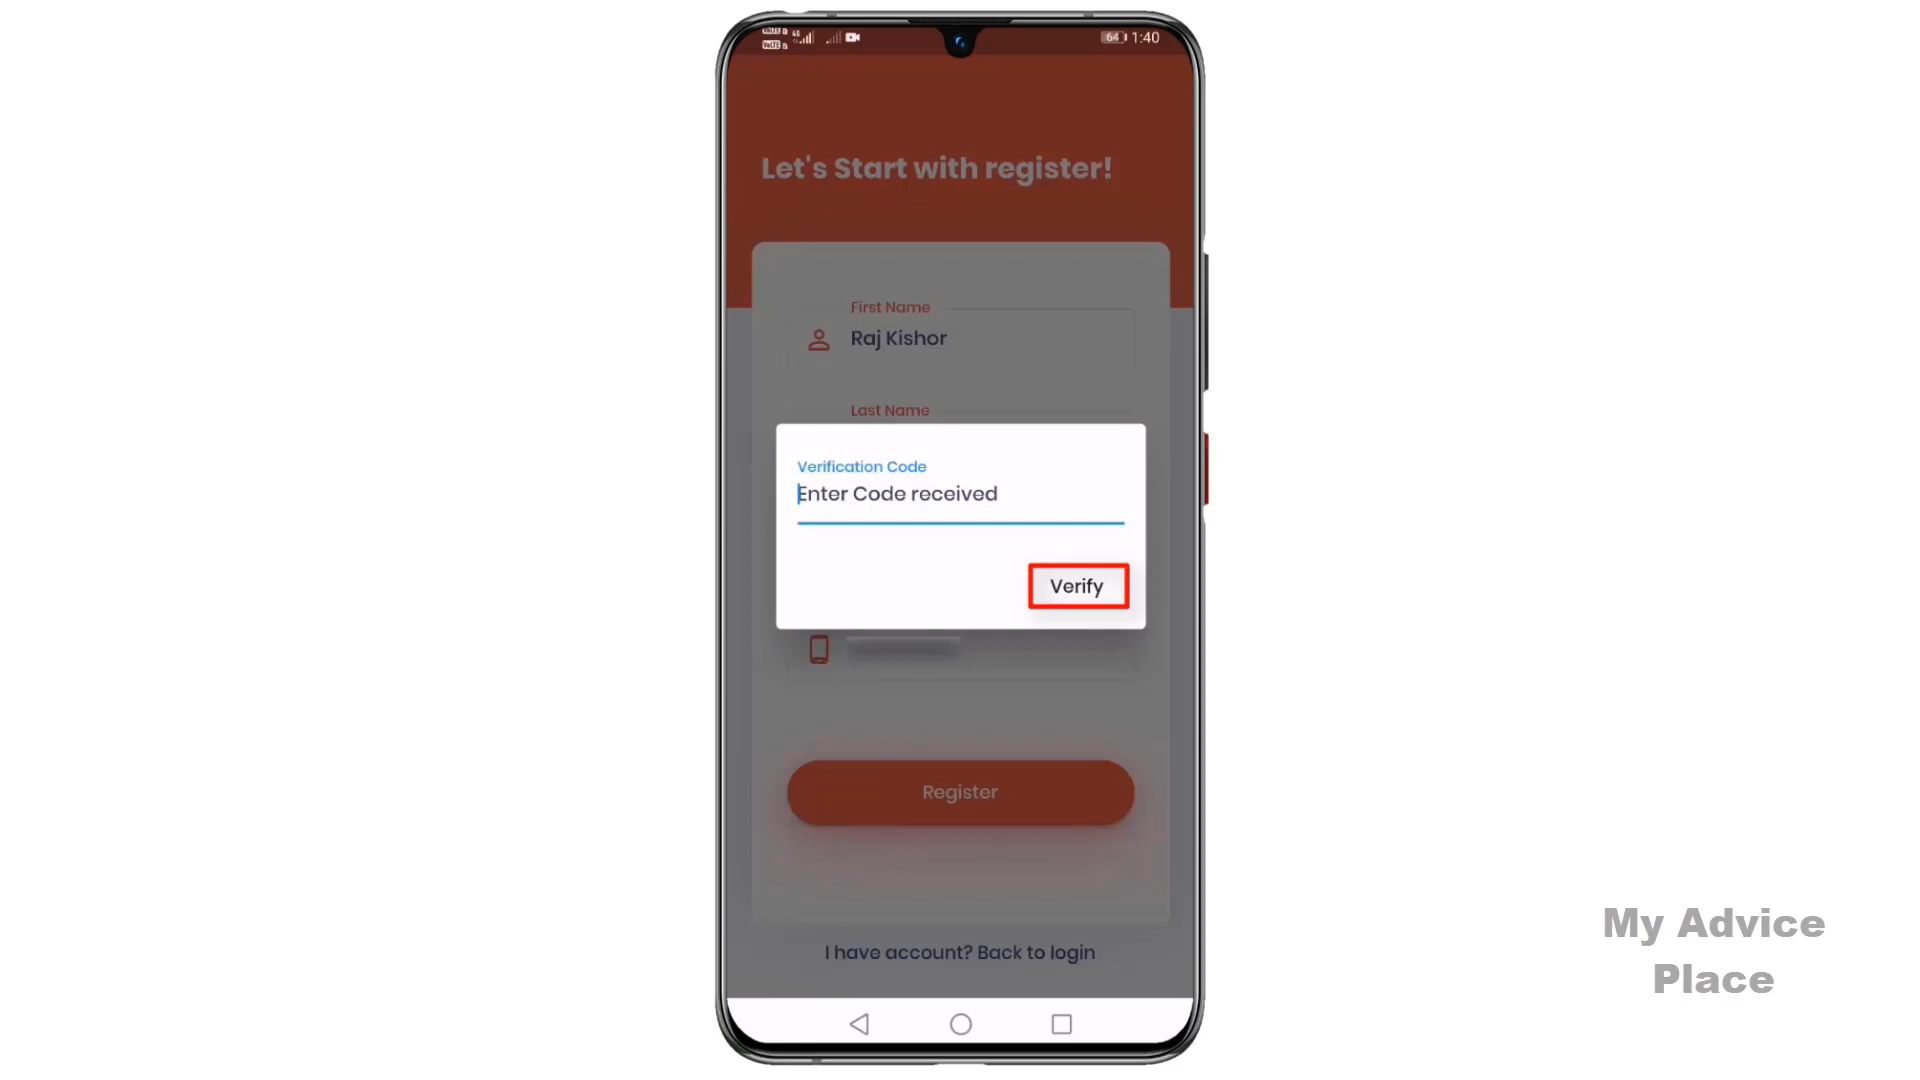 64 1:40
Let's Start with register!
First Name
Raj Kishor
Last Name
Verification Code
Enter Code received
Verify
Register
I have account? Back to login
My Advice
Place